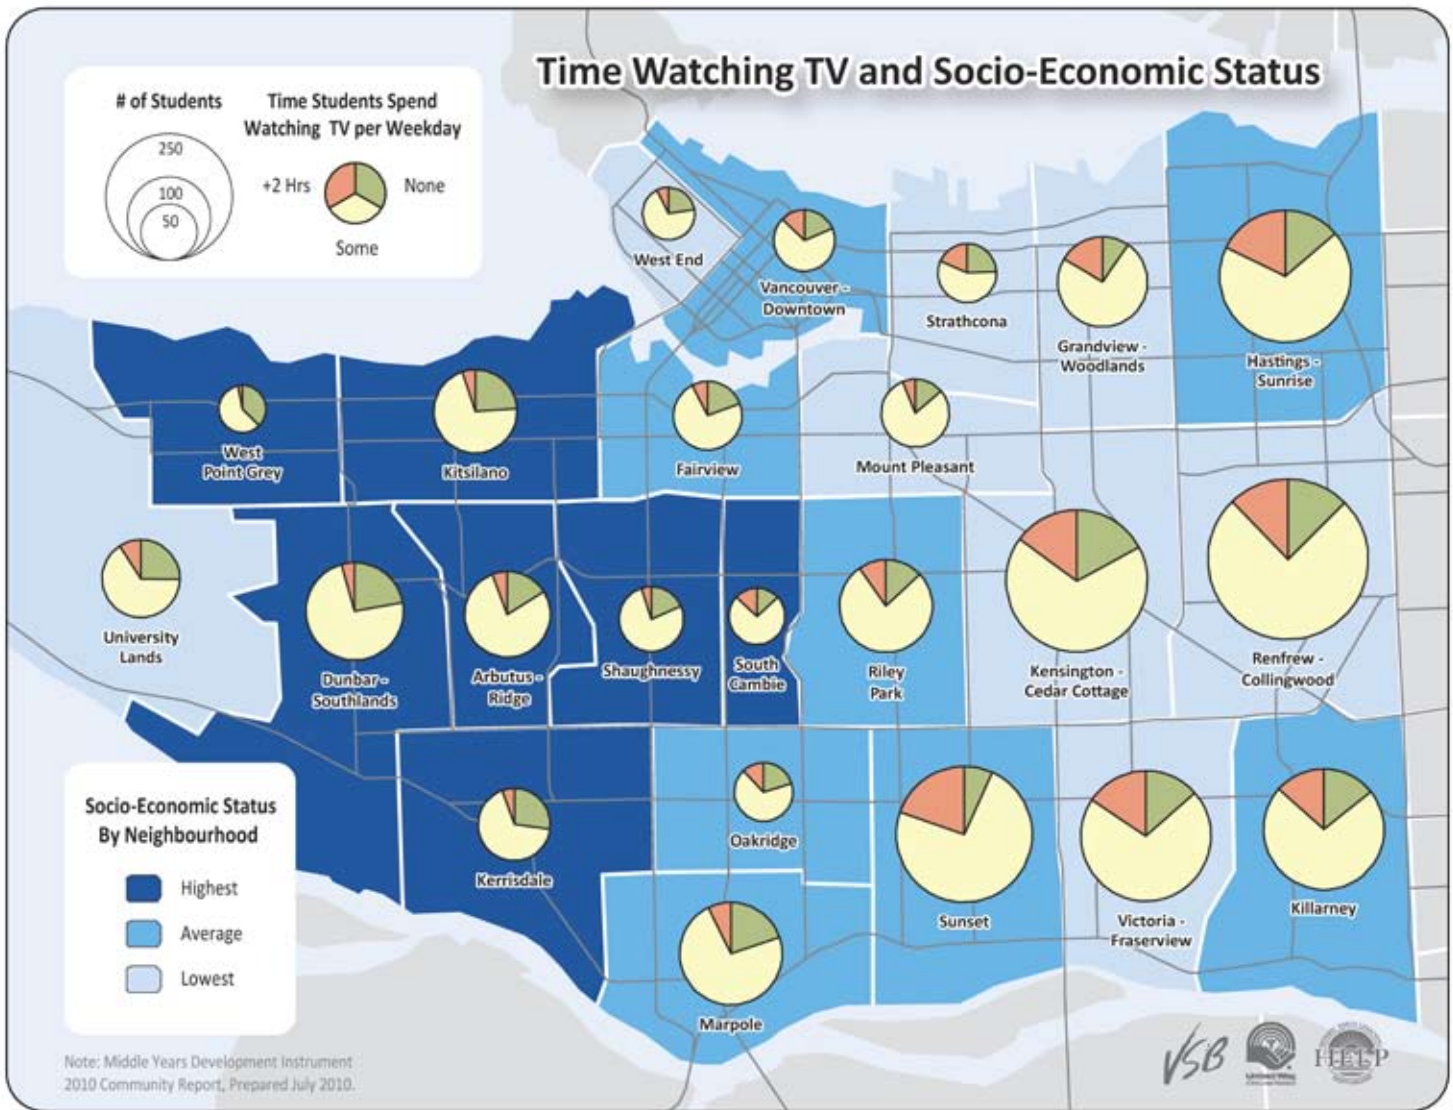 Time Watching TV and Socio-Economic Status
# of Students
250
100
50
Time Students Spend
Watching TV per Weekday
+2 Hrs
None
Some
West End
Vancouver -
Downtown
Strathcona
Grandview -
Woodlands
Hastings -
Sunrise
West
Point Grey
Kitsilano
Fairview
Mount Pleasant
University
Lands
Dunbar -
Southlands
Arbutus -
Ridge
Shaughnessy
South
Cambie
Riley
Park
Kensington -
Cedar Cottage
Renfrew -
Collingwood
Kerrisdale
Oakridge
Marpole
Sunset
Victoria -
Fraserview
Killarney
Socio-Economic Status
By Neighbourhood
Highest
Average
Lowest
Note: Middle Years Development Instrument
2010 Community Report, Prepared July 2010.
VSB
United Way
HELP